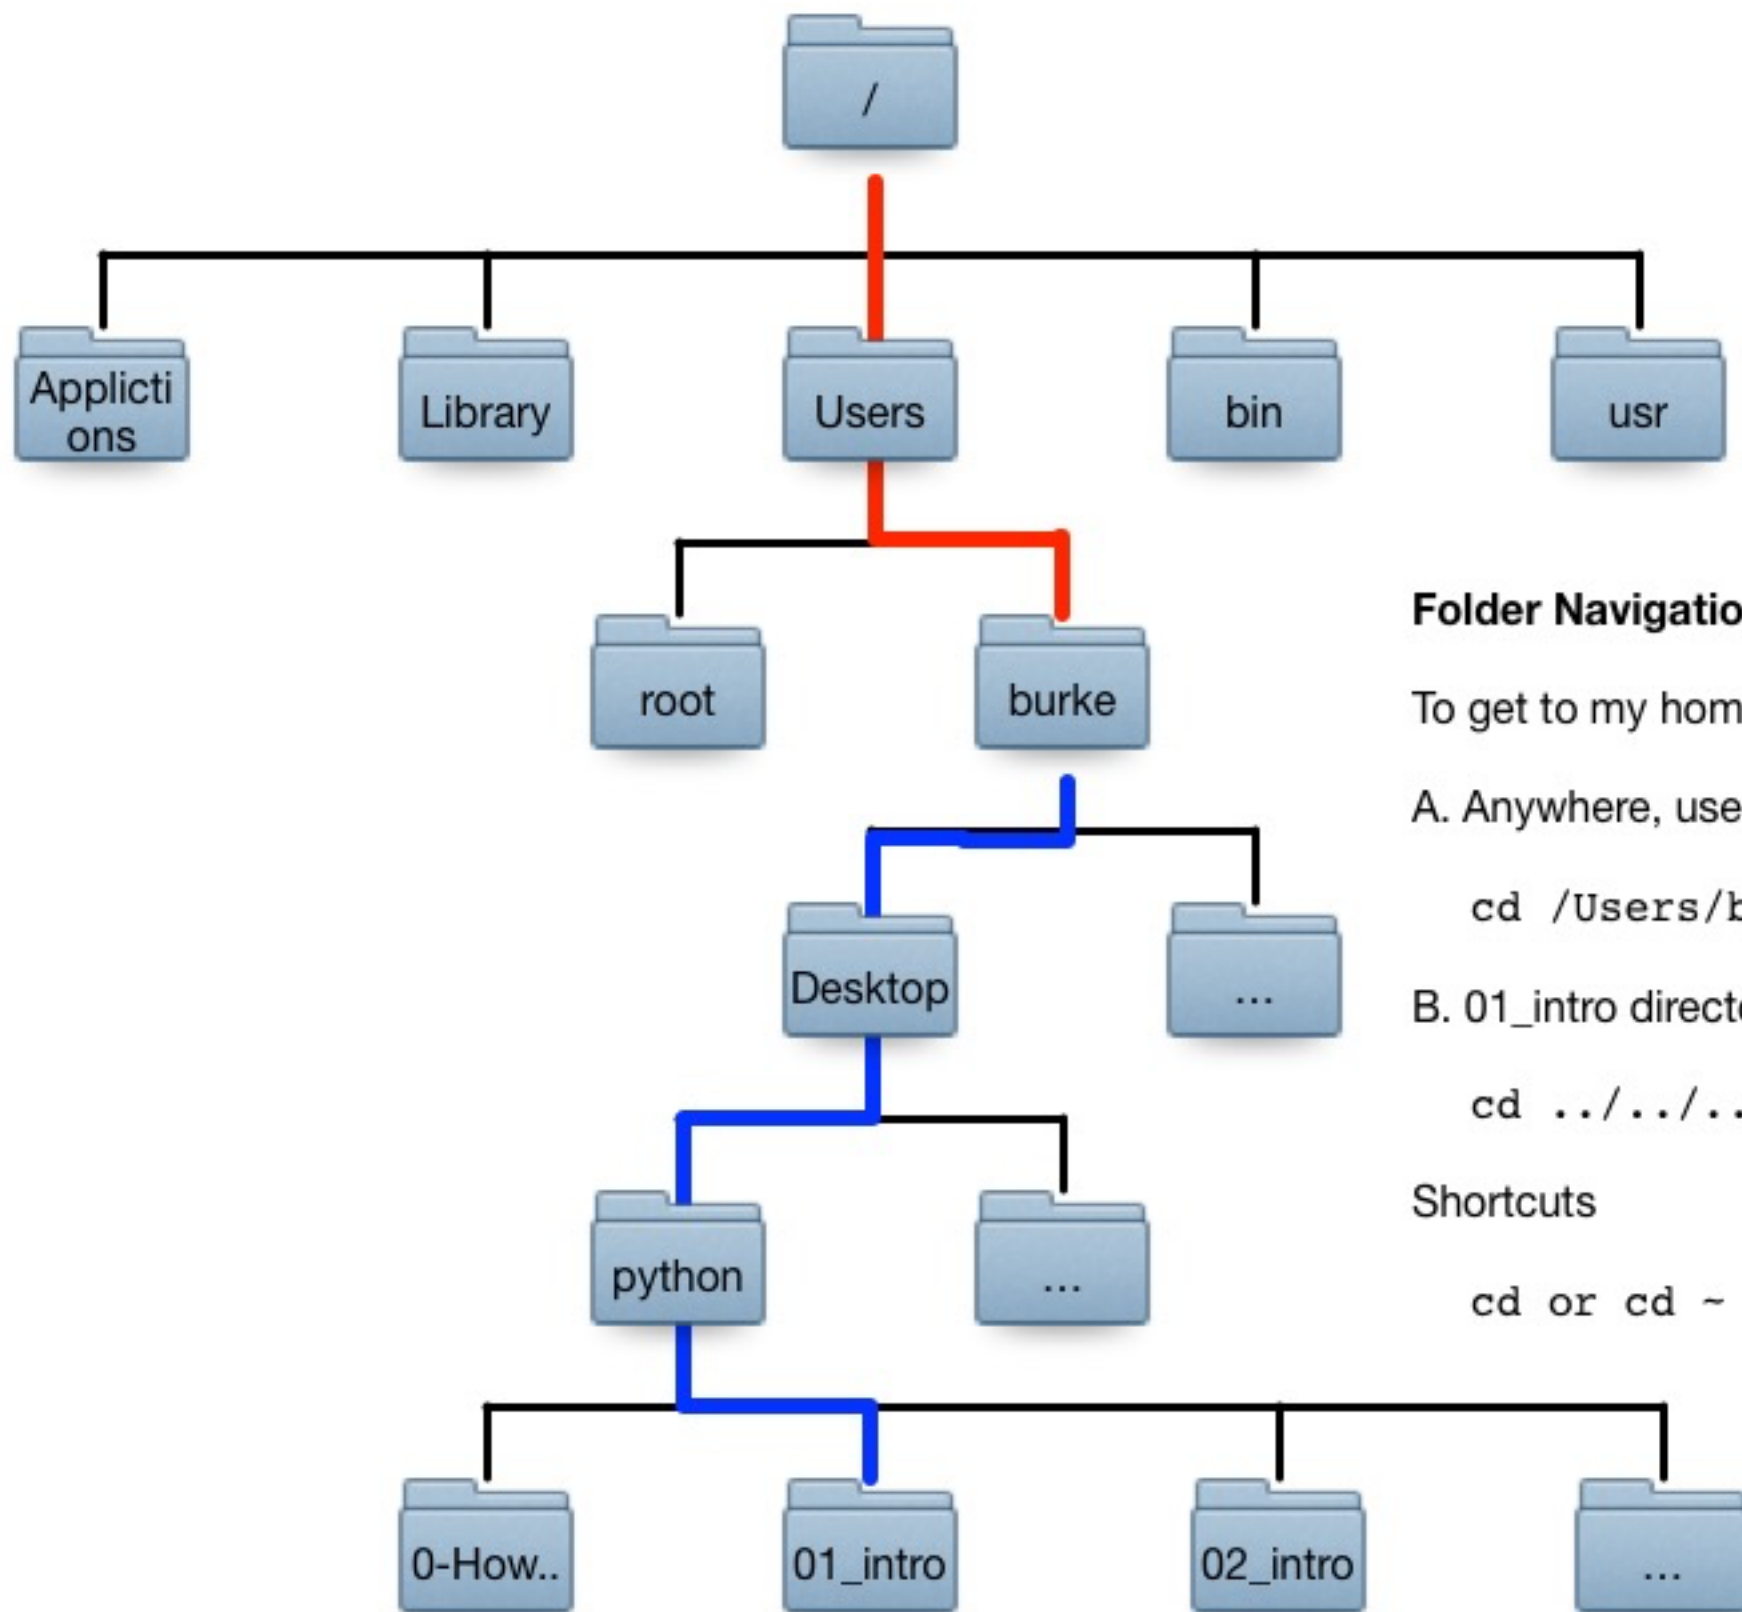 /
Applicti
ons
Library
Users
bin
usr
root
burke
Folder Navigatio
To get to my hom
A. Anywhere, use
cd /Users/b
Desktop
...
B. 01_intro directo
cd ../../..
Shortcuts
python
...
cd or cd ~
0-How..
01_intro
02_intro
...